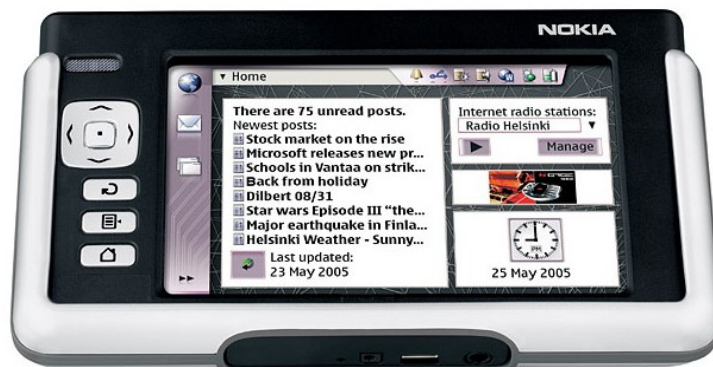 NOKIA
Home
There are 75 unread posts.
Newest posts:
Stock market on the rise
Microsoft releases new pr...
Schools in Vantaa on strik...
Back from holiday
Dilbert 08/31
Star wars Episode III "the...
Major earthquake in Finla...
Helsinki Weather - Sunny...
Last updated:
23 May 2005
Internet radio stations:
Radio Helsinki
Manage
PM
25 May 2005